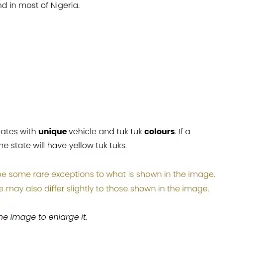 nd in most of Nigeria.
ates with unique vehicle and tuk tuk colours. If a
he state will have yellow tuk tuks.
e some rare exceptions to what is shown in the image.
e may also differ slightly to those shown in the image.
he image to enlarge it.